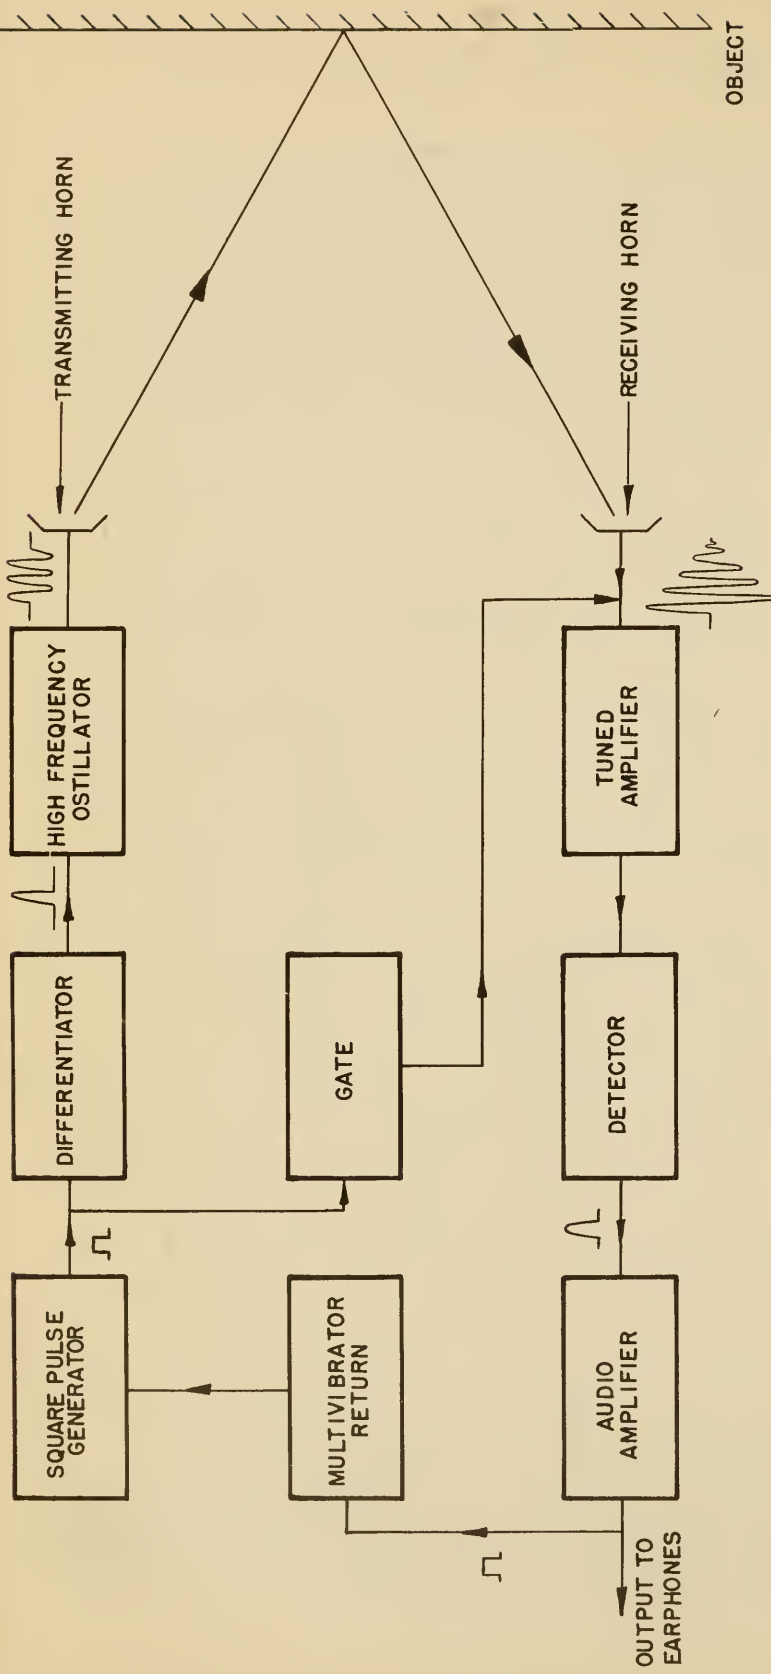 SQUARE PULSE
GENERATOR
DIFFERENTIATOR
HIGH FREQUENCY
OSTILLATOR
TRANSMITTING HORN
MULTIVIBRATOR
RETURN
GATE
AUDIO
AMPLIFIER
DETECTOR
TUNED
AMPLIFIER
RECEIVING HORN
OUTPUT TO
EARPHONES
OBJECT